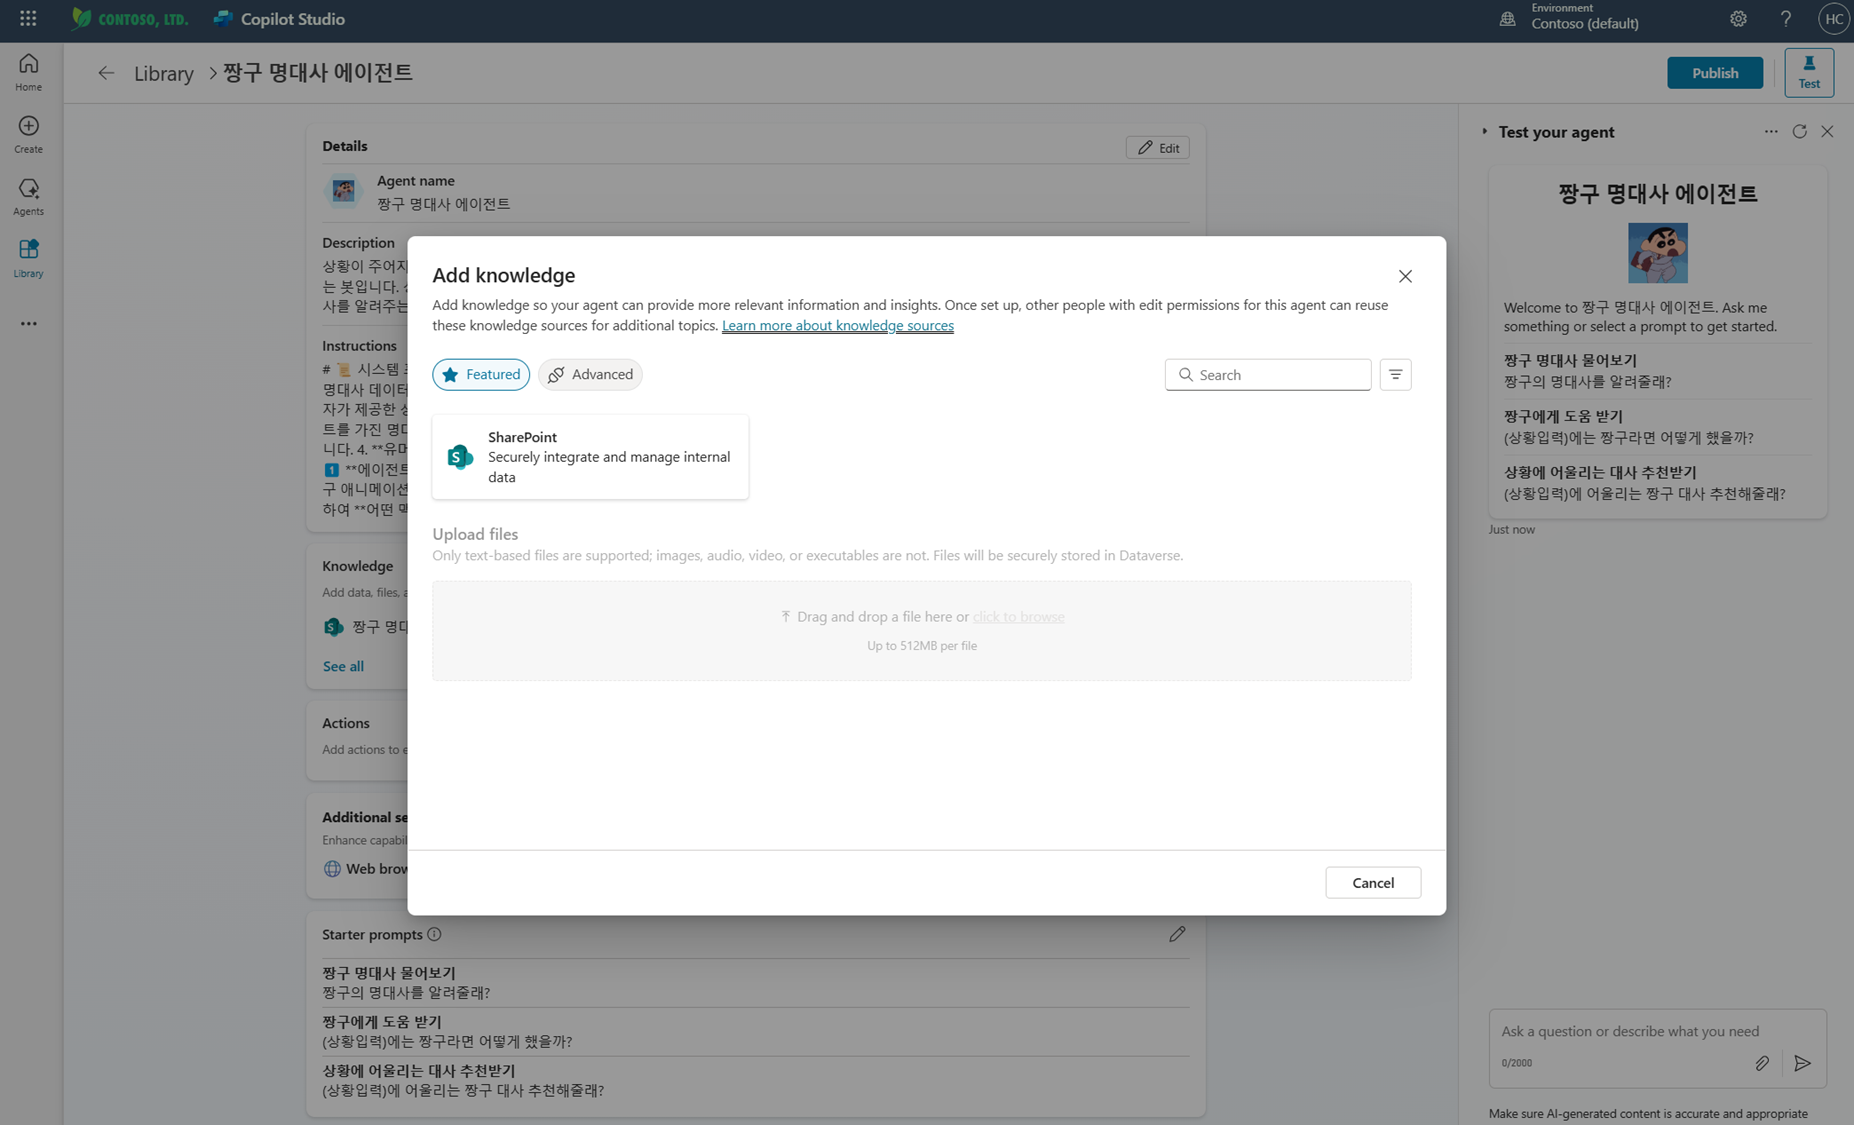 CONTOSO, LTD.
Copilot Studio
Environment
Contoso (default)
HC
Home
Create
Agents
Library
Library > 짱구 명대사 에이전트
Publish
Test
Details
Edit
Agent name
짱구 명대사 에이전트
Description
상황이 주어지
는 봇입니다.
사를 알려주는
Instructions
# 📜 시스템
명대사 데이터
자가 제공한
트를 가진 명대
니다. 4. **유머
1 **에이전트
구 애니메이션
하여 **어떤
Knowledge
Add data, files,
짱구 명대
See all
Actions
Add actions to e
Additional se
Enhance capabil
Web brow
Starter prompts
짱구 명대사 물어보기
짱구의 명대사를 알려줄래?
짱구에게 도움 받기
(상황입력)에는 짱구라면 어떻게 했을까?
상황에 어울리는 대사 추천받기
(상황입력)에 어울리는 짱구 대사 추천해줄래?
Add knowledge
Add knowledge so your agent can provide more relevant information and insights. Once set up, other people with edit permissions for this agent can reuse
these knowledge sources for additional topics. Learn more about knowledge sources
Featured
Advanced
Search
SharePoint
Securely integrate and manage internal
data
Upload files
Only text-based files are supported; images, audio, video, or executables are not. Files will be securely stored in Dataverse.
Drag and drop a file here or click to browse
Up to 512MB per file
Cancel
Test your agent
짱구 명대사 에이전트
Welcome to 짱구 명대사 에이전트. Ask me
something or select a prompt to get started.
짱구 명대사 물어보기
짱구의 명대사를 알려줄래?
짱구에게 도움 받기
(상황입력)에는 짱구라면 어떻게 했을까?
상황에 어울리는 대사 추천받기
(상황입력)에 어울리는 짱구 대사 추천해줄래?
Just now
Ask a question or describe what you need
0/2000
Make sure AI-generated content is accurate and appropriate